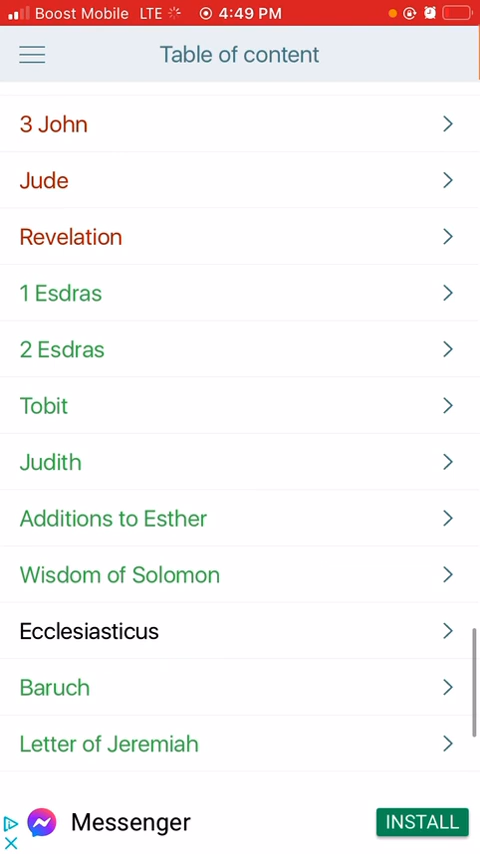 Boost Mobile LTE 4:49 PM
Table of content
3 John
Jude
Revelation
1 Esdras
2 Esdras
Tobit
Judith
Additions to Esther
Wisdom of Solomon
Ecclesiasticus
Baruch
Letter of Jeremiah
Messenger
INSTALL